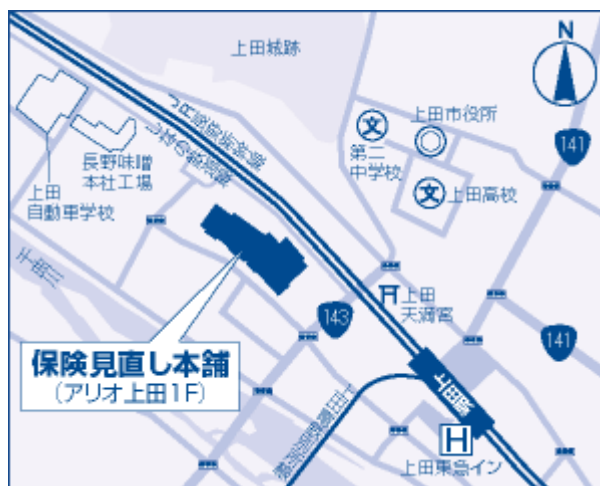 上田城跡
N
上田市役所
第二
中学校
141
長野味噌
本社工場
上田
自動車学校
上田高校
千曲川
143
上田
天満宮
141
保険見直し本舗
(アリオ上田1F)
H
上田東急イン